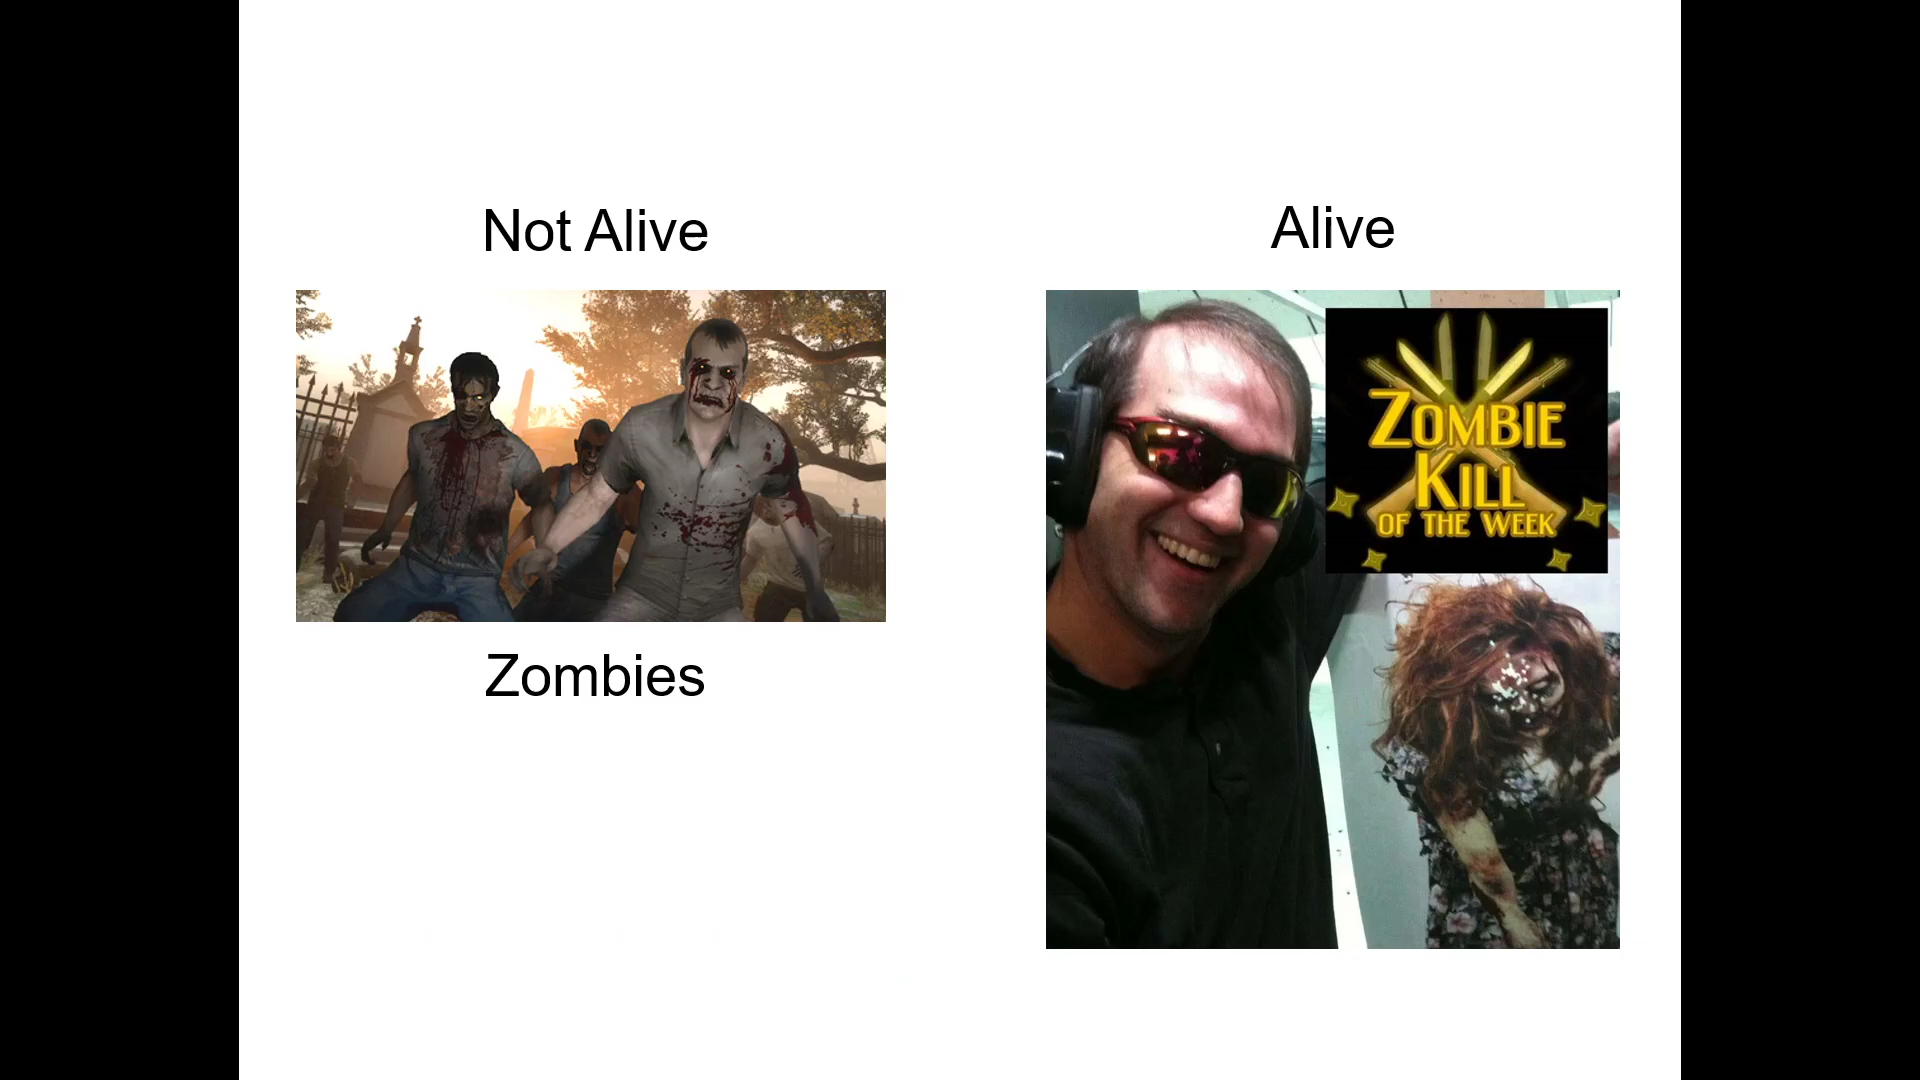 Not Alive
Alive
ZOMBIE
KILL
OF THE WEEK
Zombies